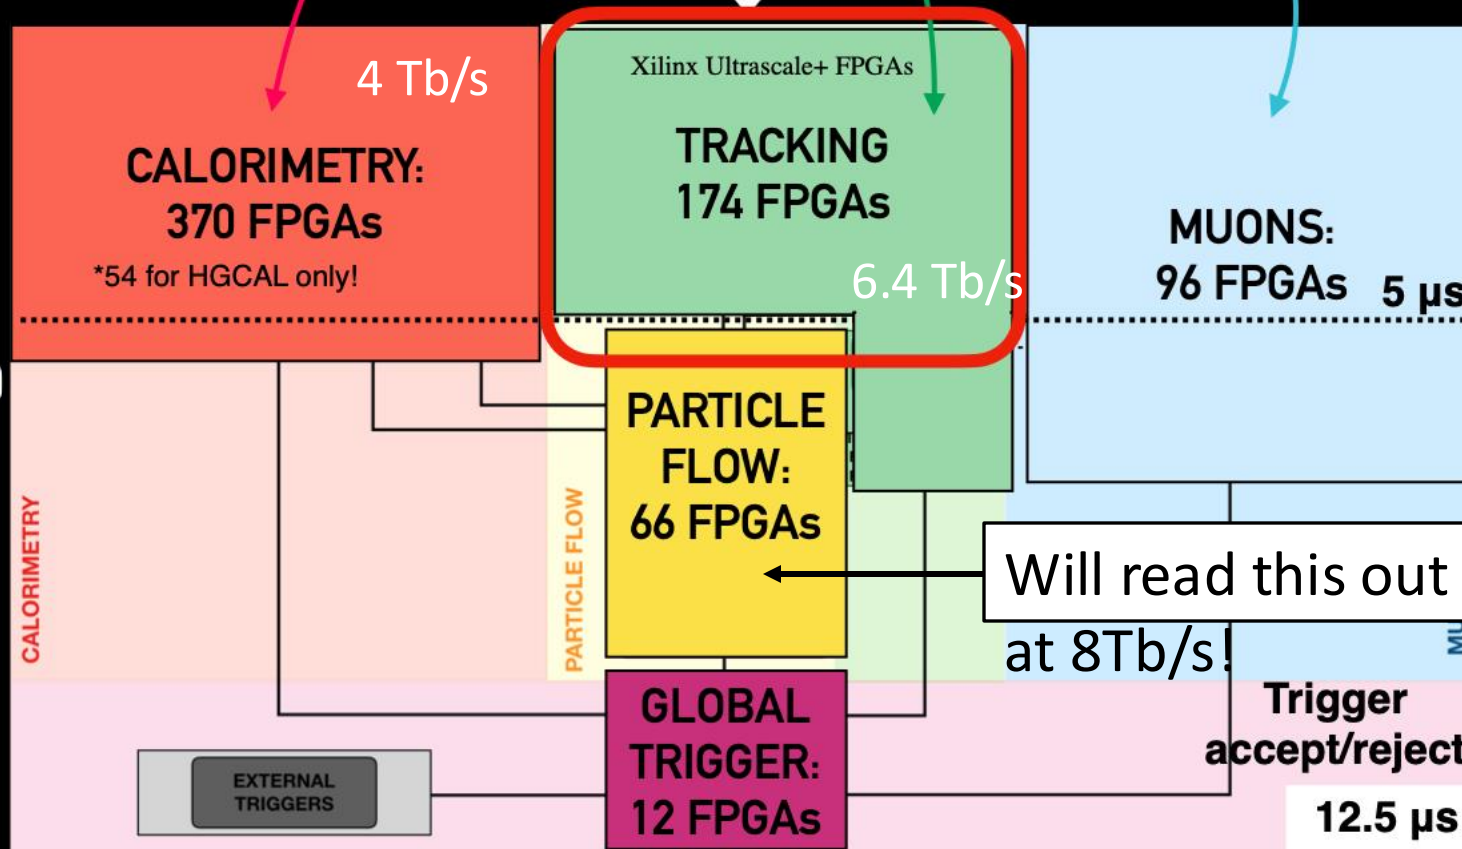 4 Tb/s
CALORIMETRY:
370 FPGAs
*54 for HGCAL only!
Xilinx Ultrascale+ FPGAs
TRACKING
174 FPGAs
6.4 Tb/s
MUONS:
96 FPGAs
5 µs
PARTICLE
FLOW:
66 FPGAs
CALORIMETRY
PARTICLE FLOW
Will read this out
at 8Tb/s!
MU
GLOBAL
TRIGGER:
12 FPGAs
EXTERNAL
TRIGGERS
Trigger
accept/reject
12.5 µs